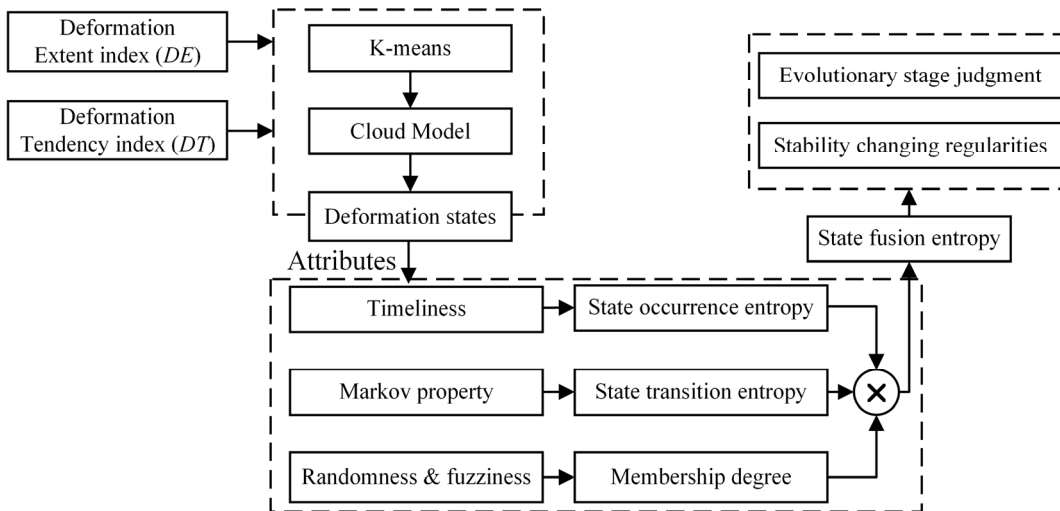 Deformation
Extent index (DE)
Deformation
Tendency index (DT)
K-means
Cloud Model
Deformation states
Attributes
Timeliness
State occurrence entropy
Markov property
State transition entropy
Randomness & fuzziness
Membership degree
State fusion entropy
Evolutionary stage judgment
Stability changing regularities